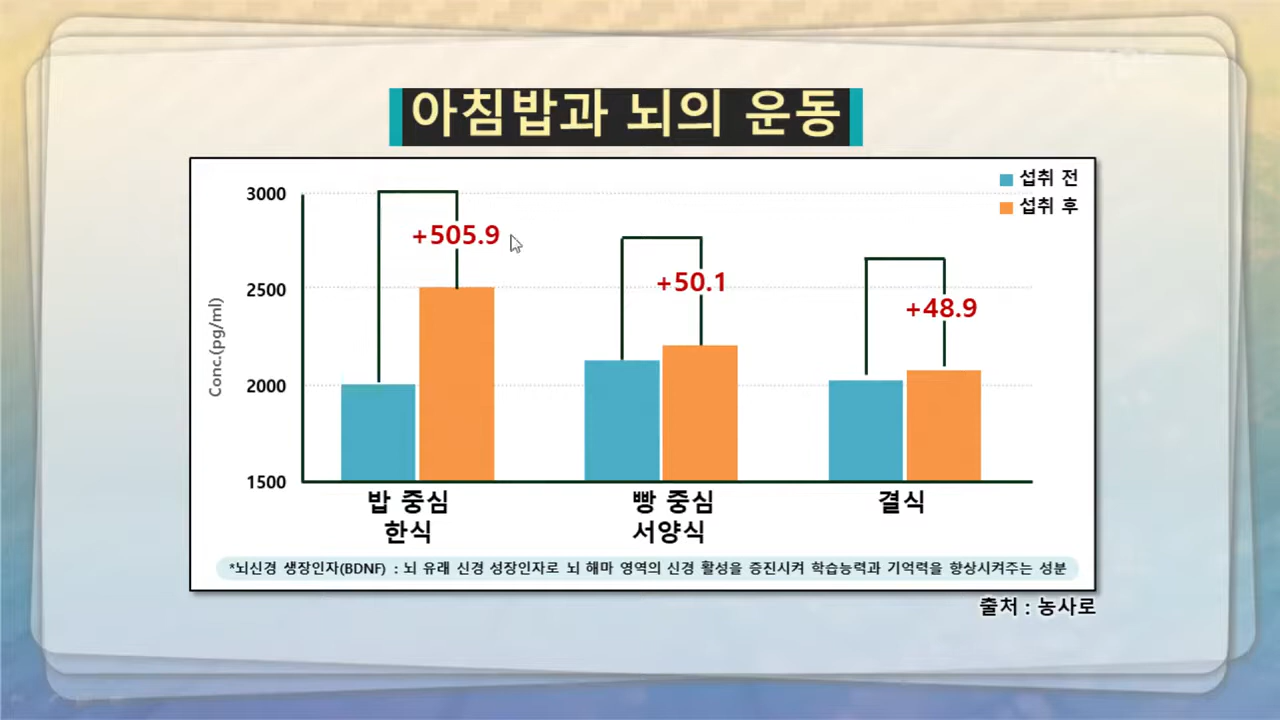 아침밥과 뇌의 운동
섭취 전
섭취 후
3000
2500
2000
1500
Conc.(pg/ml)
+505.9
+50.1
+48.9
밥 중심
한식
빵 중심
서양식
결식
*뇌신경 생장인자(BDNF) : 뇌 유래 신경 성장인자로 뇌 해마 영역의 신경 활성을 증진시켜 학습능력과 기억력을 향상시켜주는 성분
출처 : 농사로